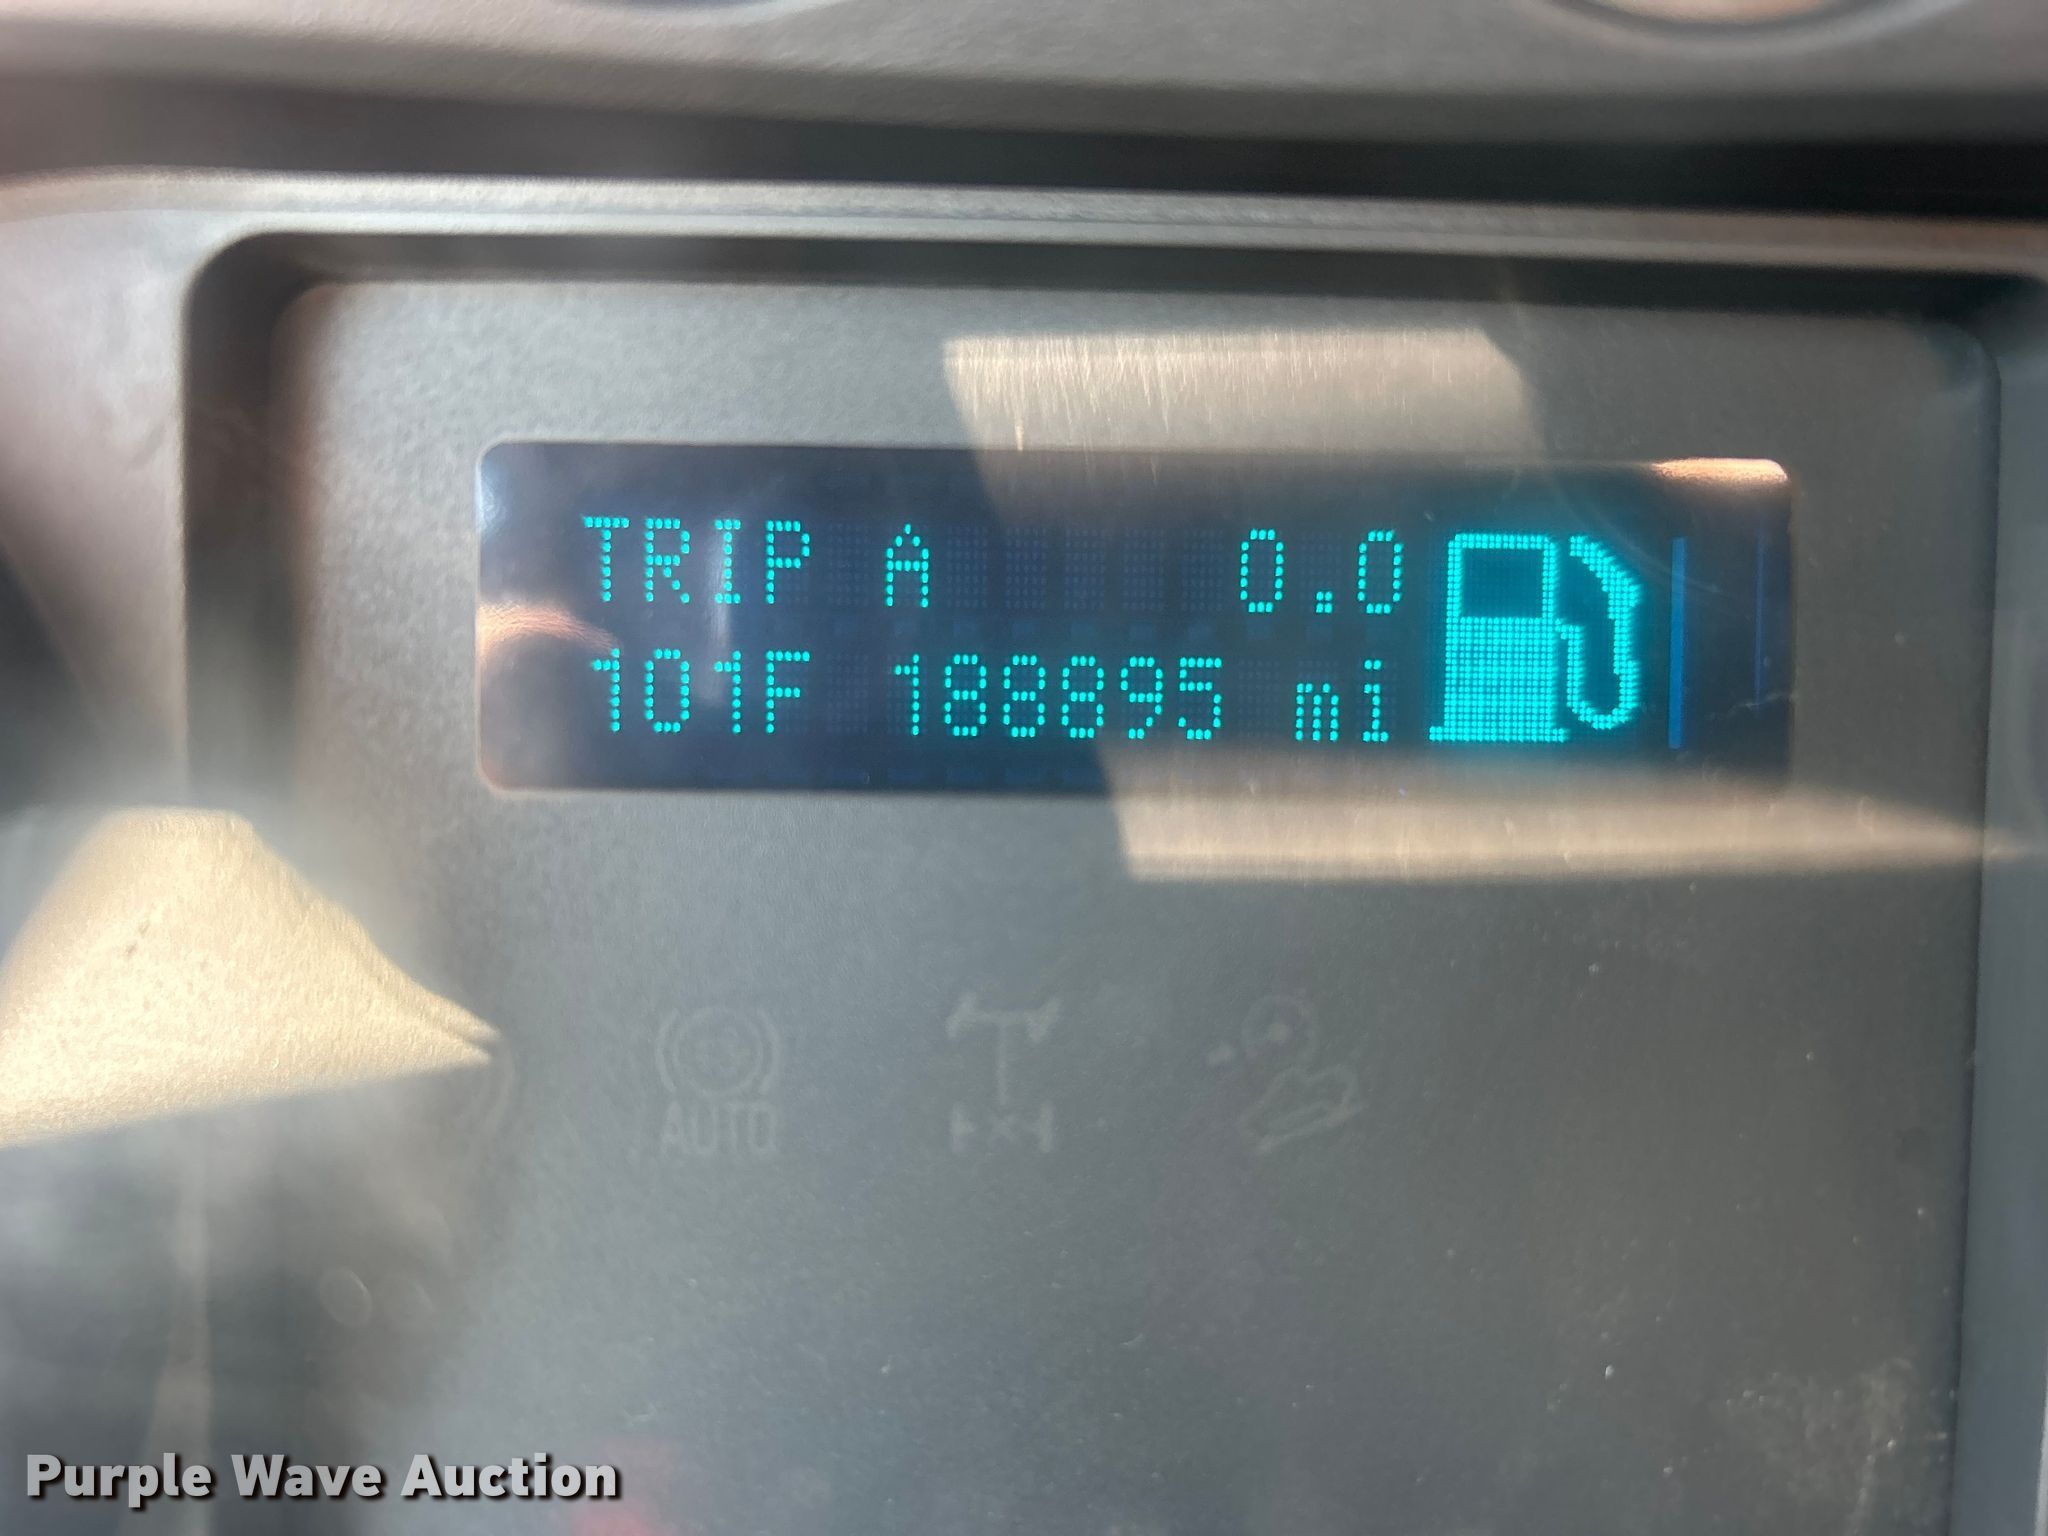 TRIP A 0.0
101F 188895 mi
AUTO
Purple Wave Auction